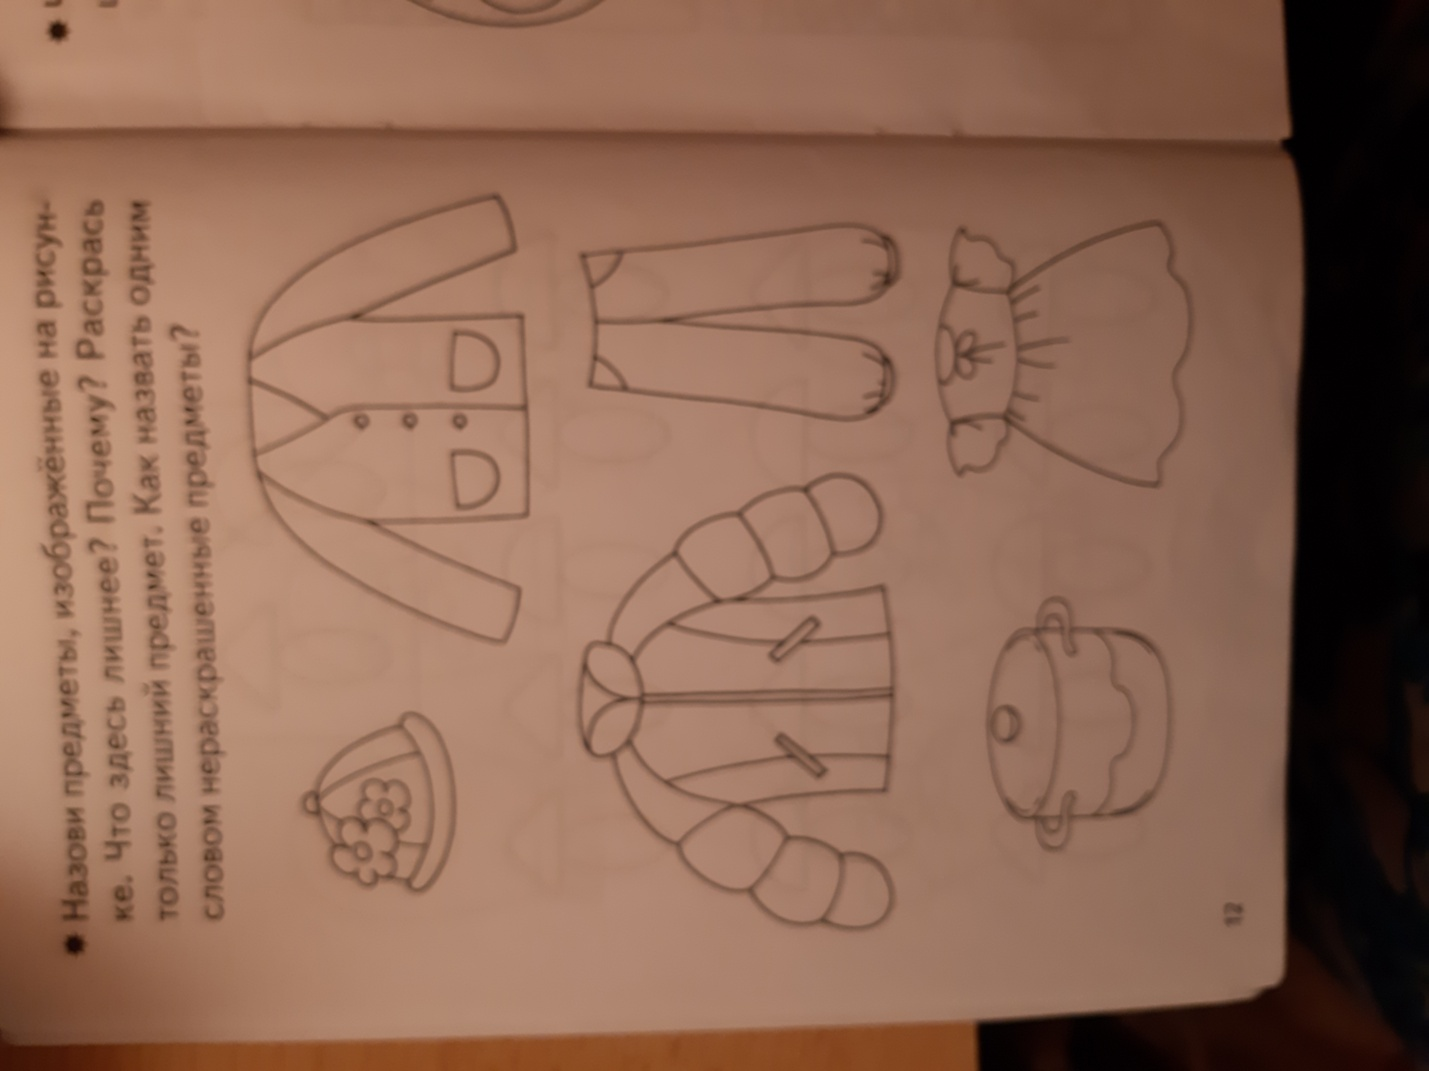 Назови предметы, изображённые на рисун-
ке. Что здесь лишнее? Почему? Раскрась
только лишний предмет. Как назвать одним
словом нераскрашенные предметы?
12